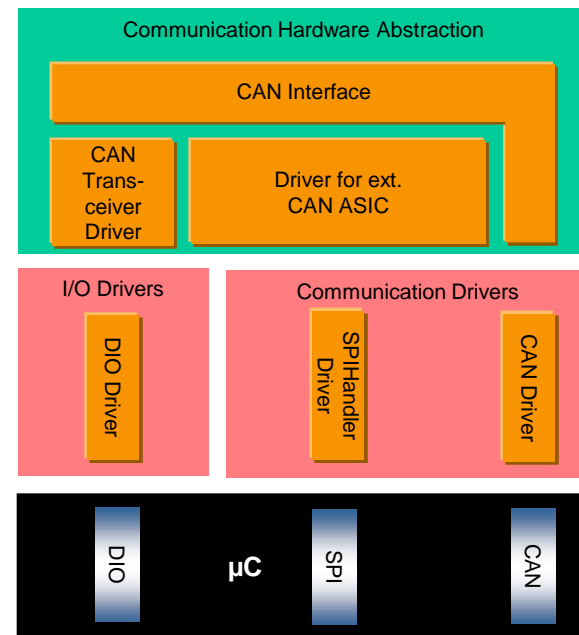 Communication Hardware Abstraction
CAN Interface
CAN
Trans-
ceiver
Driver
Driver for ext.
CAN ASIC
I/O Drivers
Communication Drivers
DIO Driver
SPIHandler
Driver
CAN Driver
DIO
µC
SPI
CAN